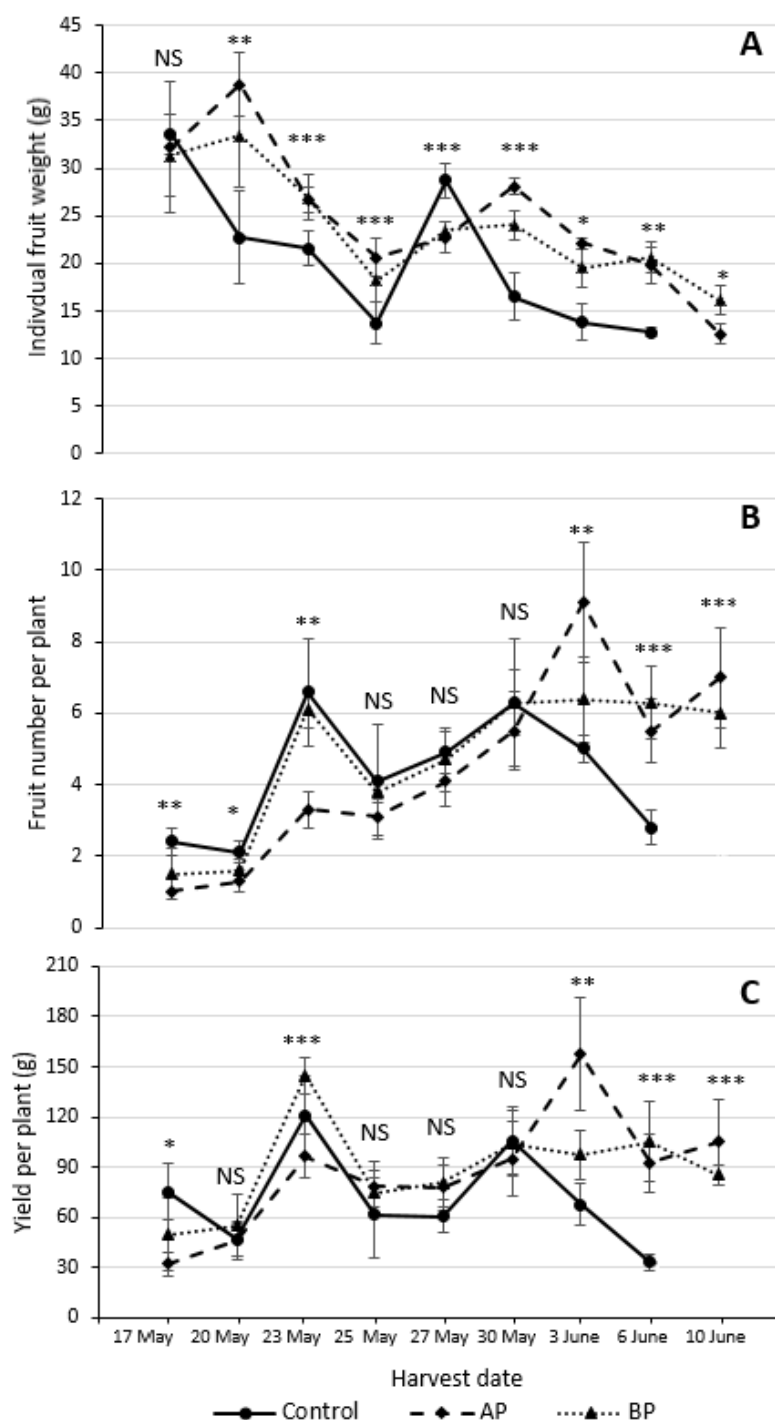 A
Indivdual fruit weight (g)
45
40
35
30
25
20
15
10
5
0
NS
**
***
***
***
***
*
**
*
B
Fruit number per plant
12
10
8
6
4
2
0
**
*
**
NS
NS
NS
**
***
***
C
Yield per plant (g)
210
180
150
120
90
60
30
0
*
NS
***
NS
NS
NS
**
***
***
17 May 20 May 23 May 25 May 27 May 30 May 3 June 6 June 10 June
Harvest date
Control AP BP